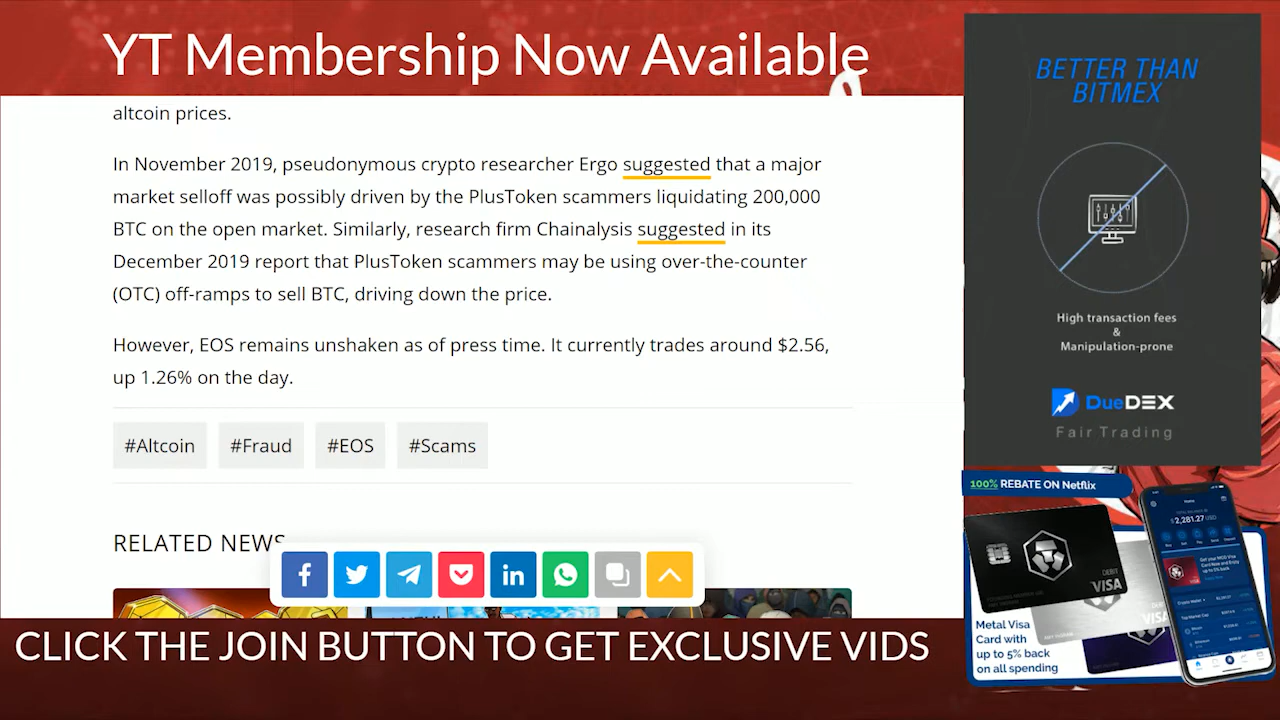 YT Membership Now Available
altcoin prices.
In November 2019, pseudonymous crypto researcher Ergo suggested that a major
market selloff was possibly driven by the PlusToken scammers liquidating 200,000
BTC on the open market. Similarly, research firm Chainalysis suggested in its
December 2019 report that PlusToken scammers may be using over-the-counter
(OTC) off-ramps to sell BTC, driving down the price.
However, EOS remains unshaken as of press time. It currently trades around $2.56,
up 1.26% on the day.
#Altcoin #Fraud #EOS #Scams
RELATED NEWS
CLICK THE JOIN BUTTON TO GET EXCLUSIVE VIDS
BETTER THAN
BITMEX
High transaction fees
&
Manipulation-prone
DueDEX
Fair Trading
100% REBATE ON Netflix
DEBIT
VISA
Metal Visa
Card with
up to 5% back
on all spending
$2,281.27 USD